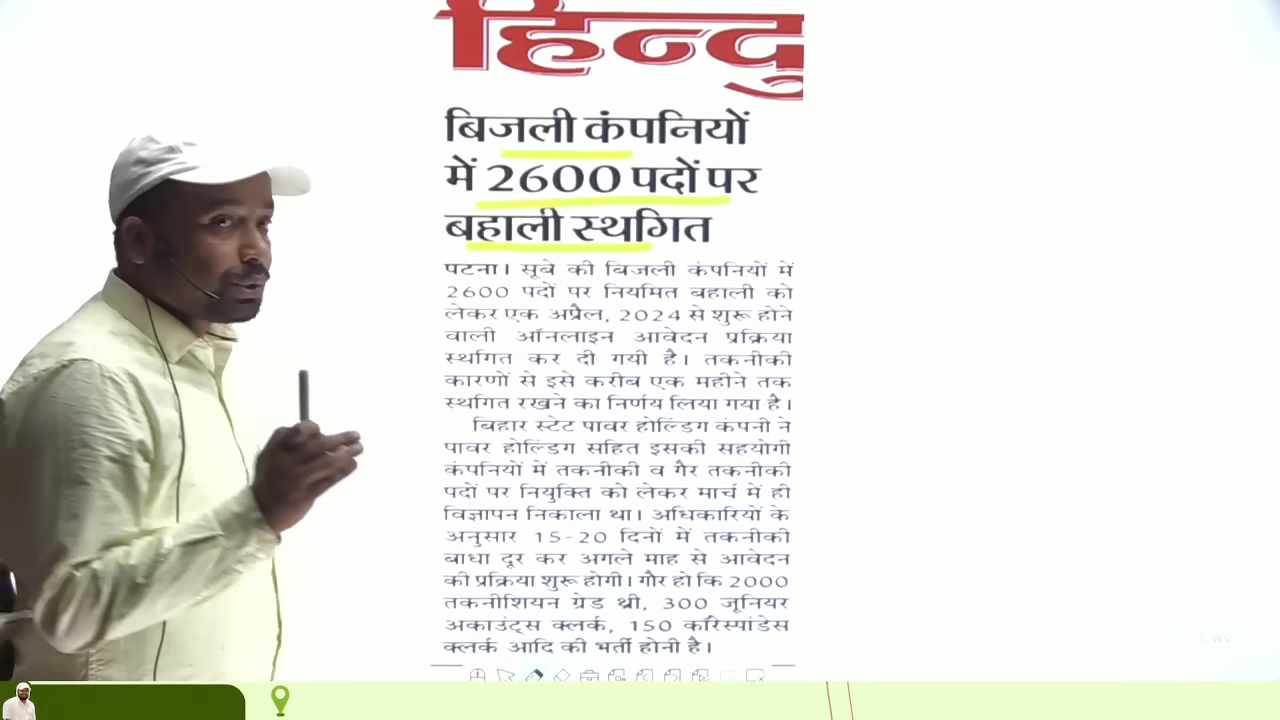 हिन्दु
बिजली कंपनियों
में 2600 पदों पर
बहाली स्थगित
पटना। सूबे की बिजली कंपनियों में
2600 पदों पर नियमित बहाली को
लेकर एक अप्रैल, 2024 से शुरू होने
वाली ऑनलाइन आवेदन प्रक्रिया
स्थगित कर दी गयी है। तकनीकी
कारणों से इसे करीब एक महीने तक
स्थगित रखने का निर्णय लिया गया है।
बिहार स्टेट पावर होल्डिंग कंपनी ने
पावर होल्डिंग सहित इसकी सहयोगी
कंपनियों में तकनीकी व गैर तकनीकी
पदों पर नियुक्ति को लेकर मार्च में ही
विज्ञापन निकाला था। अधिकारियों के
अनुसार 15-20 दिनों में तकनीकी
बाधा दूर कर अगले माह से आवेदन
की प्रक्रिया शुरू होगी। गौर हो कि 2000
तकनीशियन ग्रेड थ्री, 300 जूनियर
अकाउंट्स क्लर्क, 150 कॉरेस्पांडेस
क्लर्क आदि की भर्ती होनी है।